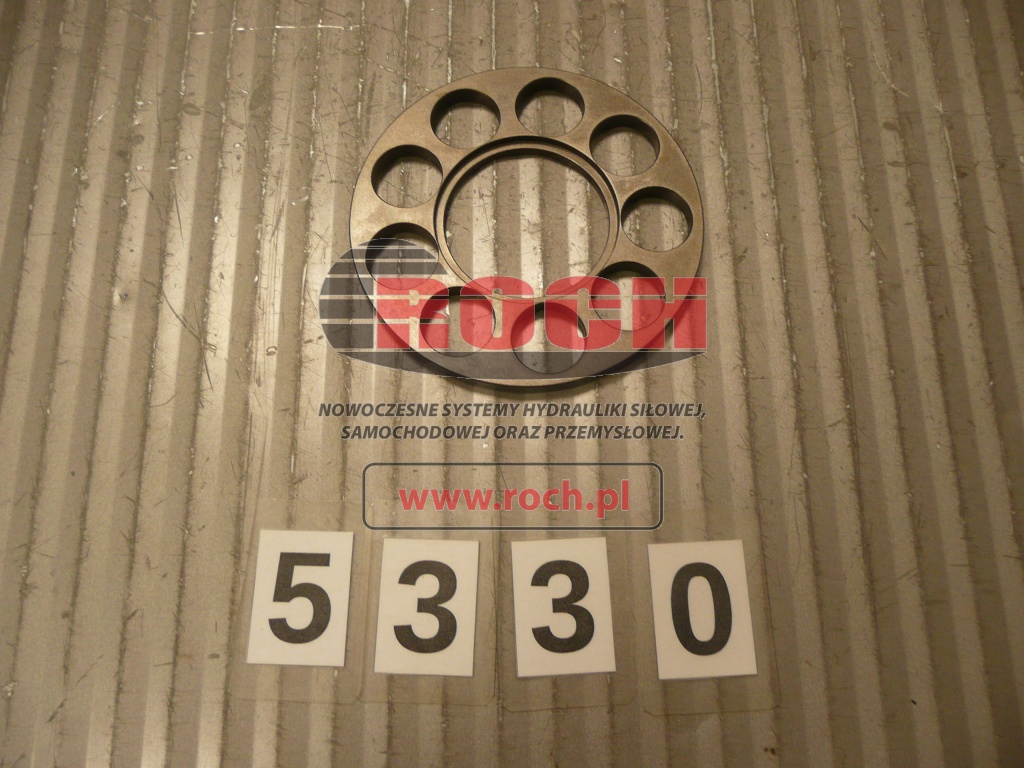 ROCH
NOWOCZESNE SYSTEMY HYDRAULIKI SIŁOWEJ,
SAMOCHODOWEJ ORAZ PRZEMYSŁOWEJ.
www.roch.pl
5330